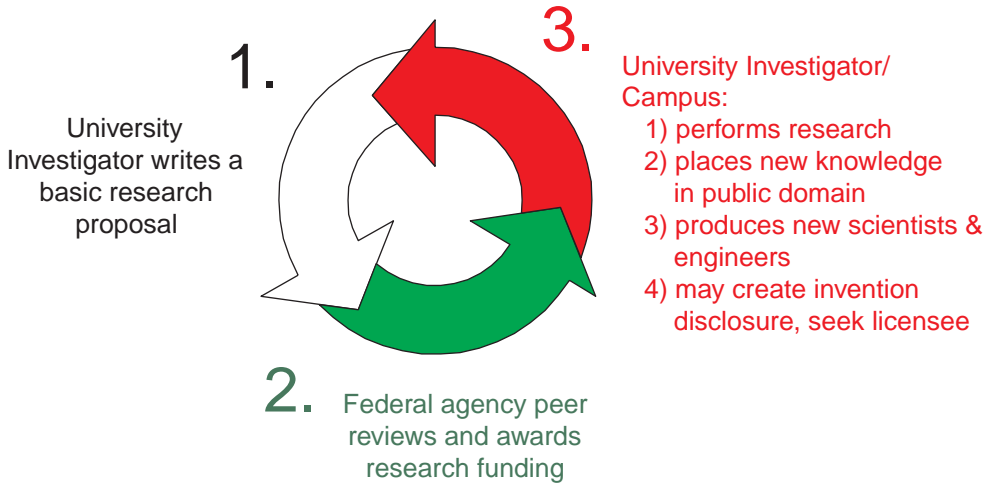 1.
University
Investigator writes a
basic research
proposal
2.
Federal agency peer
reviews and awards
research funding
3.
University Investigator/
Campus:
1) performs research
2) places new knowledge
in public domain
3) produces new scientists &
engineers
4) may create invention
disclosure, seek licensee